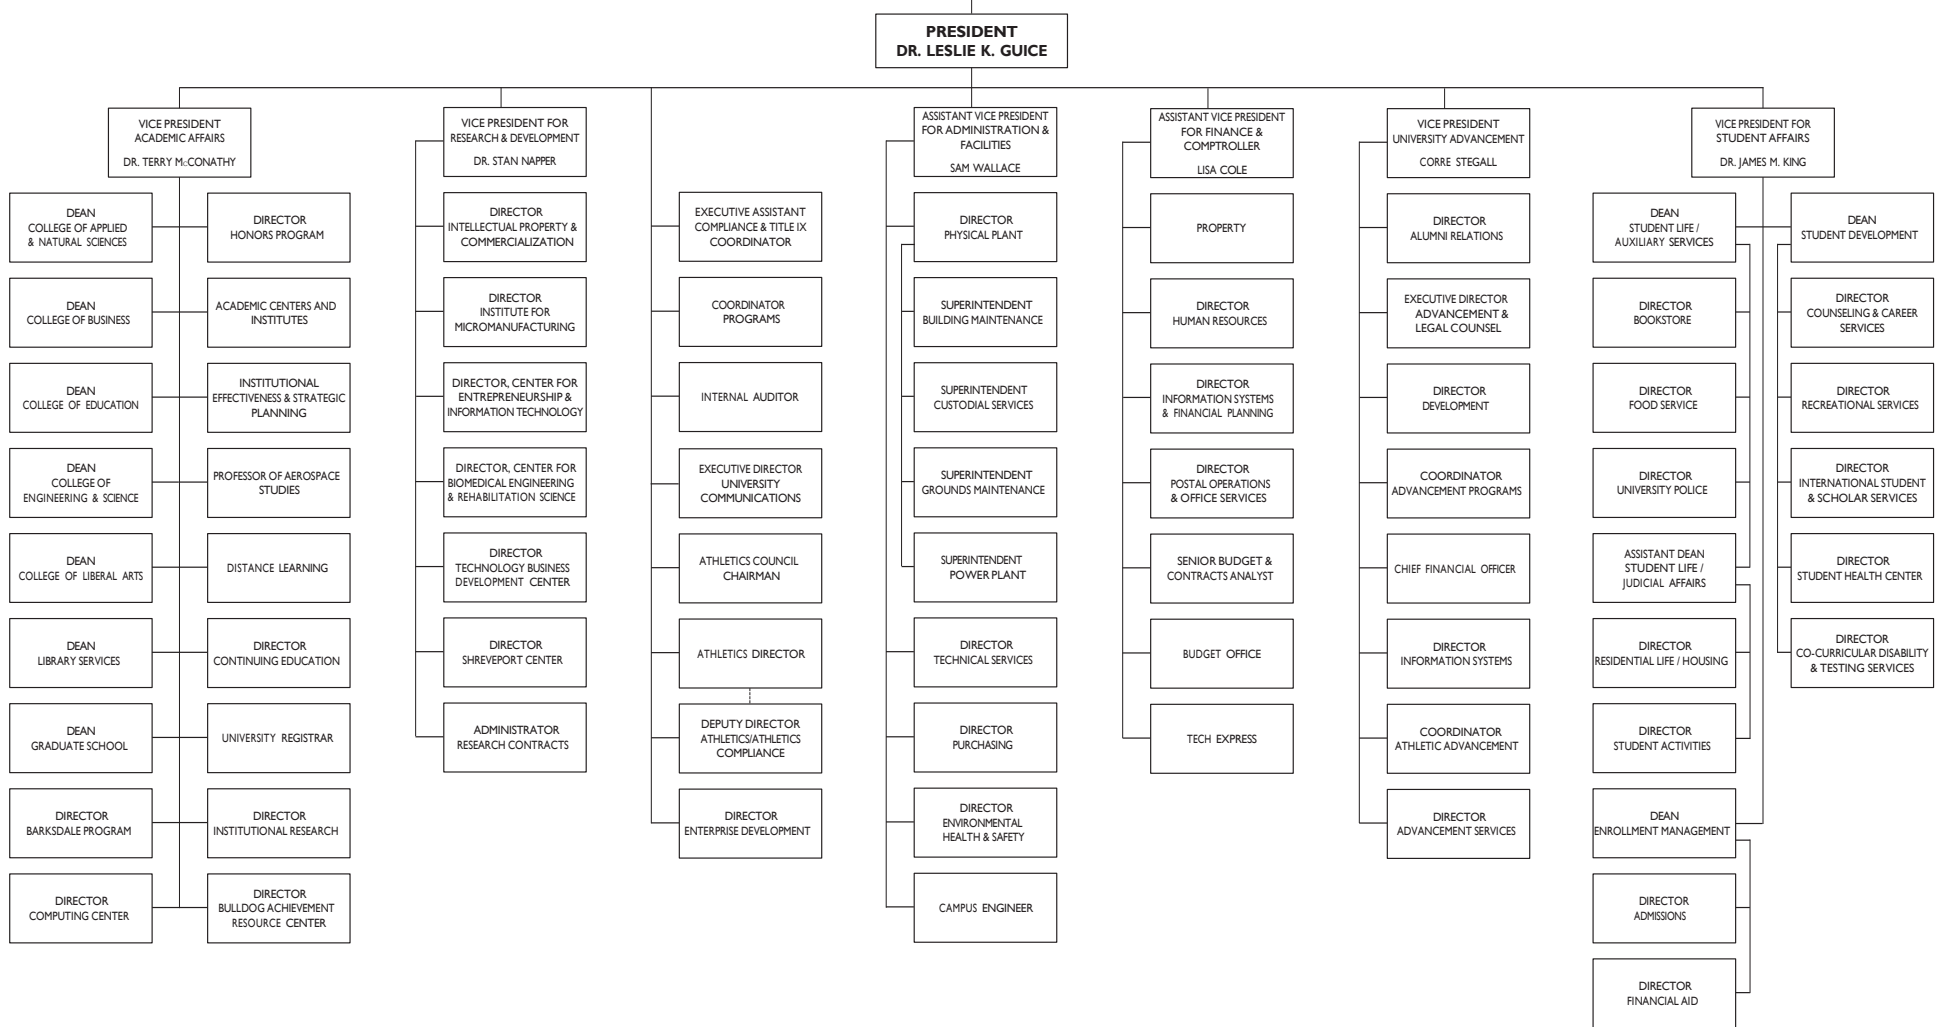 PRESIDENT
DR. LESLIE K. GUICE
VICE PRESIDENT
ACADEMIC AFFAIRS
DR. TERRY McCONATHY
DEAN
COLLEGE OF APPLIED
& NATURAL SCIENCES
DIRECTOR
HONORS PROGRAM
DEAN
COLLEGE OF BUSINESS
ACADEMIC CENTERS AND
INSTITUTES
DEAN
COLLEGE OF EDUCATION
INSTITUTIONAL
EFFECTIVENESS & STRATEGIC
PLANNING
DEAN
COLLEGE OF
ENGINEERING & SCIENCE
PROFESSOR OF AEROSPACE
STUDIES
DEAN
COLLEGE OF LIBERAL ARTS
DISTANCE LEARNING
DEAN
LIBRARY SERVICES
DIRECTOR
CONTINUING EDUCATION
DEAN
GRADUATE SCHOOL
UNIVERSITY REGISTRAR
DIRECTOR
BARKSDALE PROGRAM
DIRECTOR
INSTITUTIONAL RESEARCH
DIRECTOR
COMPUTING CENTER
DIRECTOR
BULLDOG ACHIEVEMENT
RESOURCE CENTER
VICE PRESIDENT FOR
RESEARCH & DEVELOPMENT
DR. STAN NAPPER
DIRECTOR
INTELLECTUAL PROPERTY &
COMMERCIALIZATION
DIRECTOR
INSTITUTE FOR
MICROMANUFACTURING
DIRECTOR, CENTER FOR
ENTREPRENEURSHIP &
INFORMATION TECHNOLOGY
DIRECTOR, CENTER FOR
BIOMEDICAL ENGINEERING
& REHABILITATION SCIENCE
DIRECTOR
TECHNOLOGY BUSINESS
DEVELOPMENT CENTER
DIRECTOR
SHREVEPORT CENTER
ADMINISTRATOR
RESEARCH CONTRACTS
EXECUTIVE ASSISTANT
COMPLIANCE & TITLE IX
COORDINATOR
COORDINATOR
PROGRAMS
INTERNAL AUDITOR
EXECUTIVE DIRECTOR
UNIVERSITY
COMMUNICATIONS
ATHLETICS COUNCIL
CHAIRMAN
ATHLETICS DIRECTOR
DEPUTY DIRECTOR
ATHLETICS/ATHLETICS
COMPLIANCE
DIRECTOR
ENTERPRISE DEVELOPMENT
ASSISTANT VICE PRESIDENT
FOR ADMINISTRATION &
FACILITIES
SAM WALLACE
DIRECTOR
PHYSICAL PLANT
SUPERINTENDENT
BUILDING MAINTENANCE
SUPERINTENDENT
CUSTODIAL SERVICES
SUPERINTENDENT
GROUNDS MAINTENANCE
SUPERINTENDENT
POWER PLANT
DIRECTOR
TECHNICAL SERVICES
DIRECTOR
PURCHASING
DIRECTOR
ENVIRONMENTAL
HEALTH & SAFETY
CAMPUS ENGINEER
ASSISTANT VICE PRESIDENT
FOR FINANCE &
COMPTROLLER
LISA COLE
PROPERTY
DIRECTOR
HUMAN RESOURCES
DIRECTOR
INFORMATION SYSTEMS
& FINANCIAL PLANNING
DIRECTOR
POSTAL OPERATIONS
& OFFICE SERVICES
SENIOR BUDGET &
CONTRACTS ANALYST
BUDGET OFFICE
TECH EXPRESS
VICE PRESIDENT
UNIVERSITY ADVANCEMENT
CORRE STEGALL
DIRECTOR
ALUMNI RELATIONS
EXECUTIVE DIRECTOR
ADVANCEMENT &
LEGAL COUNSEL
DIRECTOR
DEVELOPMENT
COORDINATOR
ADVANCEMENT PROGRAMS
CHIEF FINANCIAL OFFICER
DIRECTOR
INFORMATION SYSTEMS
COORDINATOR
ATHLETIC ADVANCEMENT
DIRECTOR
ADVANCEMENT SERVICES
VICE PRESIDENT FOR
STUDENT AFFAIRS
DR. JAMES M. KING
DEAN
STUDENT LIFE /
AUXILIARY SERVICES
DIRECTOR
BOOKSTORE
DIRECTOR
FOOD SERVICE
DIRECTOR
UNIVERSITY POLICE
ASSISTANT DEAN
STUDENT LIFE /
JUDICIAL AFFAIRS
DIRECTOR
RESIDENTIAL LIFE / HOUSING
DIRECTOR
STUDENT ACTIVITIES
DEAN
ENROLLMENT MANAGEMENT
DIRECTOR
ADMISSIONS
DIRECTOR
FINANCIAL AID
DEAN
STUDENT DEVELOPMENT
DIRECTOR
COUNSELING & CAREER
SERVICES
DIRECTOR
RECREATIONAL SERVICES
DIRECTOR
INTERNATIONAL STUDENT
& SCHOLAR SERVICES
DIRECTOR
STUDENT HEALTH CENTER
DIRECTOR
CO-CURRICULAR DISABILITY
& TESTING SERVICES